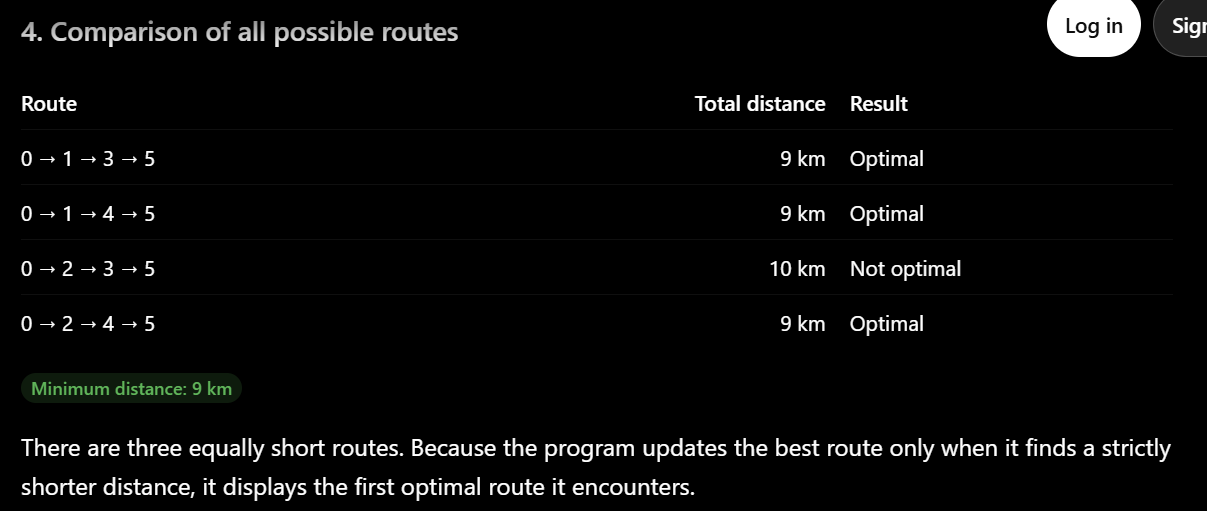 4. Comparison of all possible routes
Log in
Sign
Route Total distance Result
0 → 1 → 3 → 5 9 km Optimal
0 → 1 → 4 → 5 9 km Optimal
0 → 2 → 3 → 5 10 km Not optimal
0 → 2 → 4 → 5 9 km Optimal
Minimum distance: 9 km
There are three equally short routes. Because the program updates the best route only when it finds a strictly
shorter distance, it displays the first optimal route it encounters.